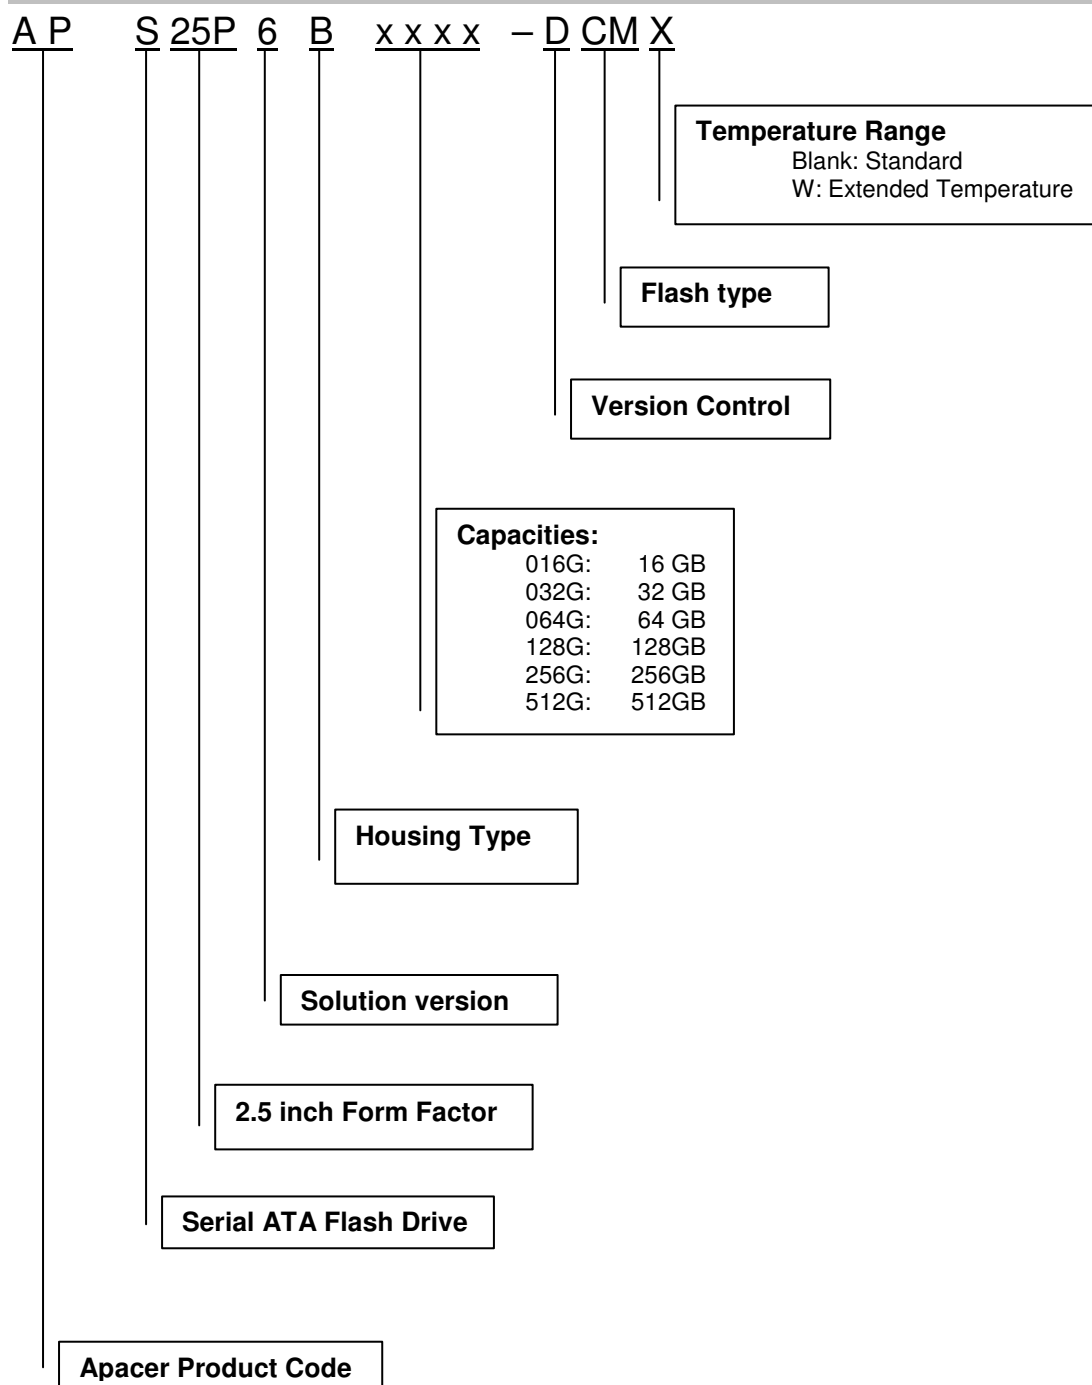 A P S 25P 6 B x x x x – D CM X
Temperature Range
Blank: Standard
W: Extended Temperature
Flash type
Version Control
Capacities:
016G: 16 GB
032G: 32 GB
064G: 64 GB
128G: 128GB
256G: 256GB
512G: 512GB
Housing Type
Solution version
2.5 inch Form Factor
Serial ATA Flash Drive
Apacer Product Code